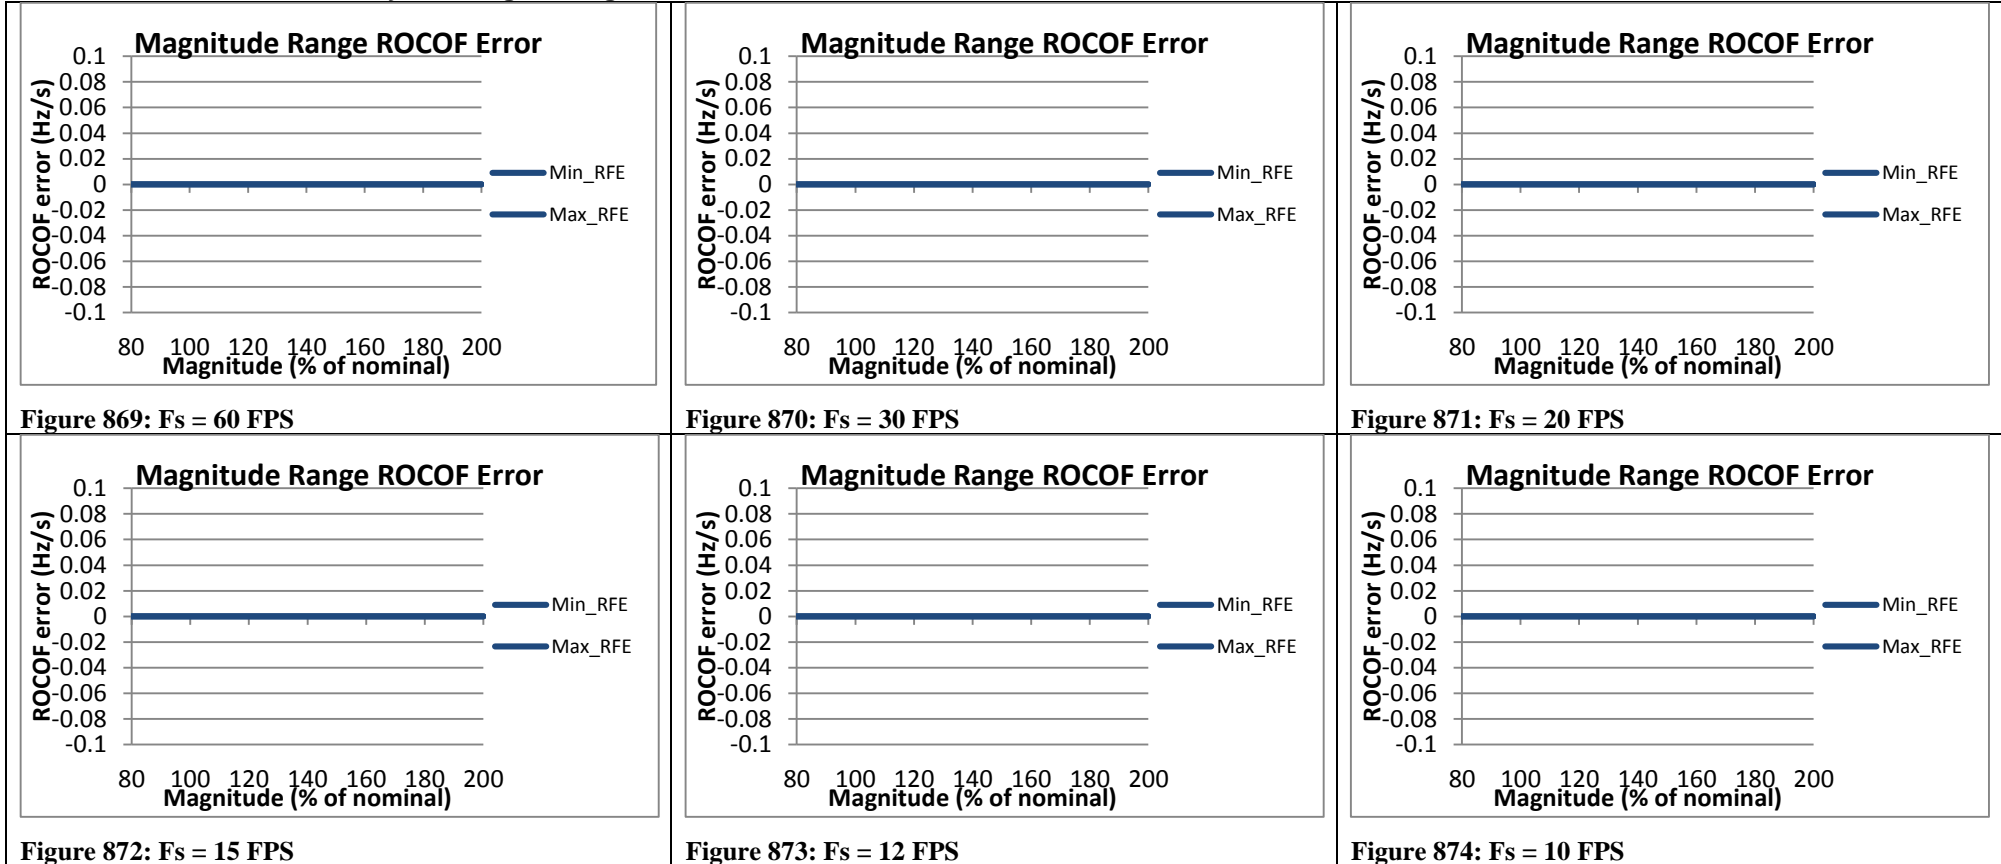 Magnitude Range ROCOF Error
0.1
0.08
0.06
0.04
0.02
0
-0.02
-0.04
-0.06
-0.08
-0.1
ROCOF error (Hz/s)
80 100 120 140 160 180 200
Magnitude (% of nominal)
Min_RFE
Max_RFE
Figure 869: Fs = 60 FPS
Magnitude Range ROCOF Error
0.1
0.08
0.06
0.04
0.02
0
-0.02
-0.04
-0.06
-0.08
-0.1
ROCOF error (Hz/s)
80 100 120 140 160 180 200
Magnitude (% of nominal)
Min_RFE
Max_RFE
Figure 870: Fs = 30 FPS
Magnitude Range ROCOF Error
0.1
0.08
0.06
0.04
0.02
0
-0.02
-0.04
-0.06
-0.08
-0.1
ROCOF error (Hz/s)
80 100 120 140 160 180 200
Magnitude (% of nominal)
Min_RFE
Max_RFE
Figure 871: Fs = 20 FPS
Magnitude Range ROCOF Error
0.1
0.08
0.06
0.04
0.02
0
-0.02
-0.04
-0.06
-0.08
-0.1
ROCOF error (Hz/s)
80 100 120 140 160 180 200
Magnitude (% of nominal)
Min_RFE
Max_RFE
Figure 872: Fs = 15 FPS
Magnitude Range ROCOF Error
0.1
0.08
0.06
0.04
0.02
0
-0.02
-0.04
-0.06
-0.08
-0.1
ROCOF error (Hz/s)
80 100 120 140 160 180 200
Magnitude (% of nominal)
Min_RFE
Max_RFE
Figure 873: Fs = 12 FPS
Magnitude Range ROCOF Error
0.1
0.08
0.06
0.04
0.02
0
-0.02
-0.04
-0.06
-0.08
-0.1
ROCOF error (Hz/s)
80 100 120 140 160 180 200
Magnitude (% of nominal)
Min_RFE
Max_RFE
Figure 874: Fs = 10 FPS